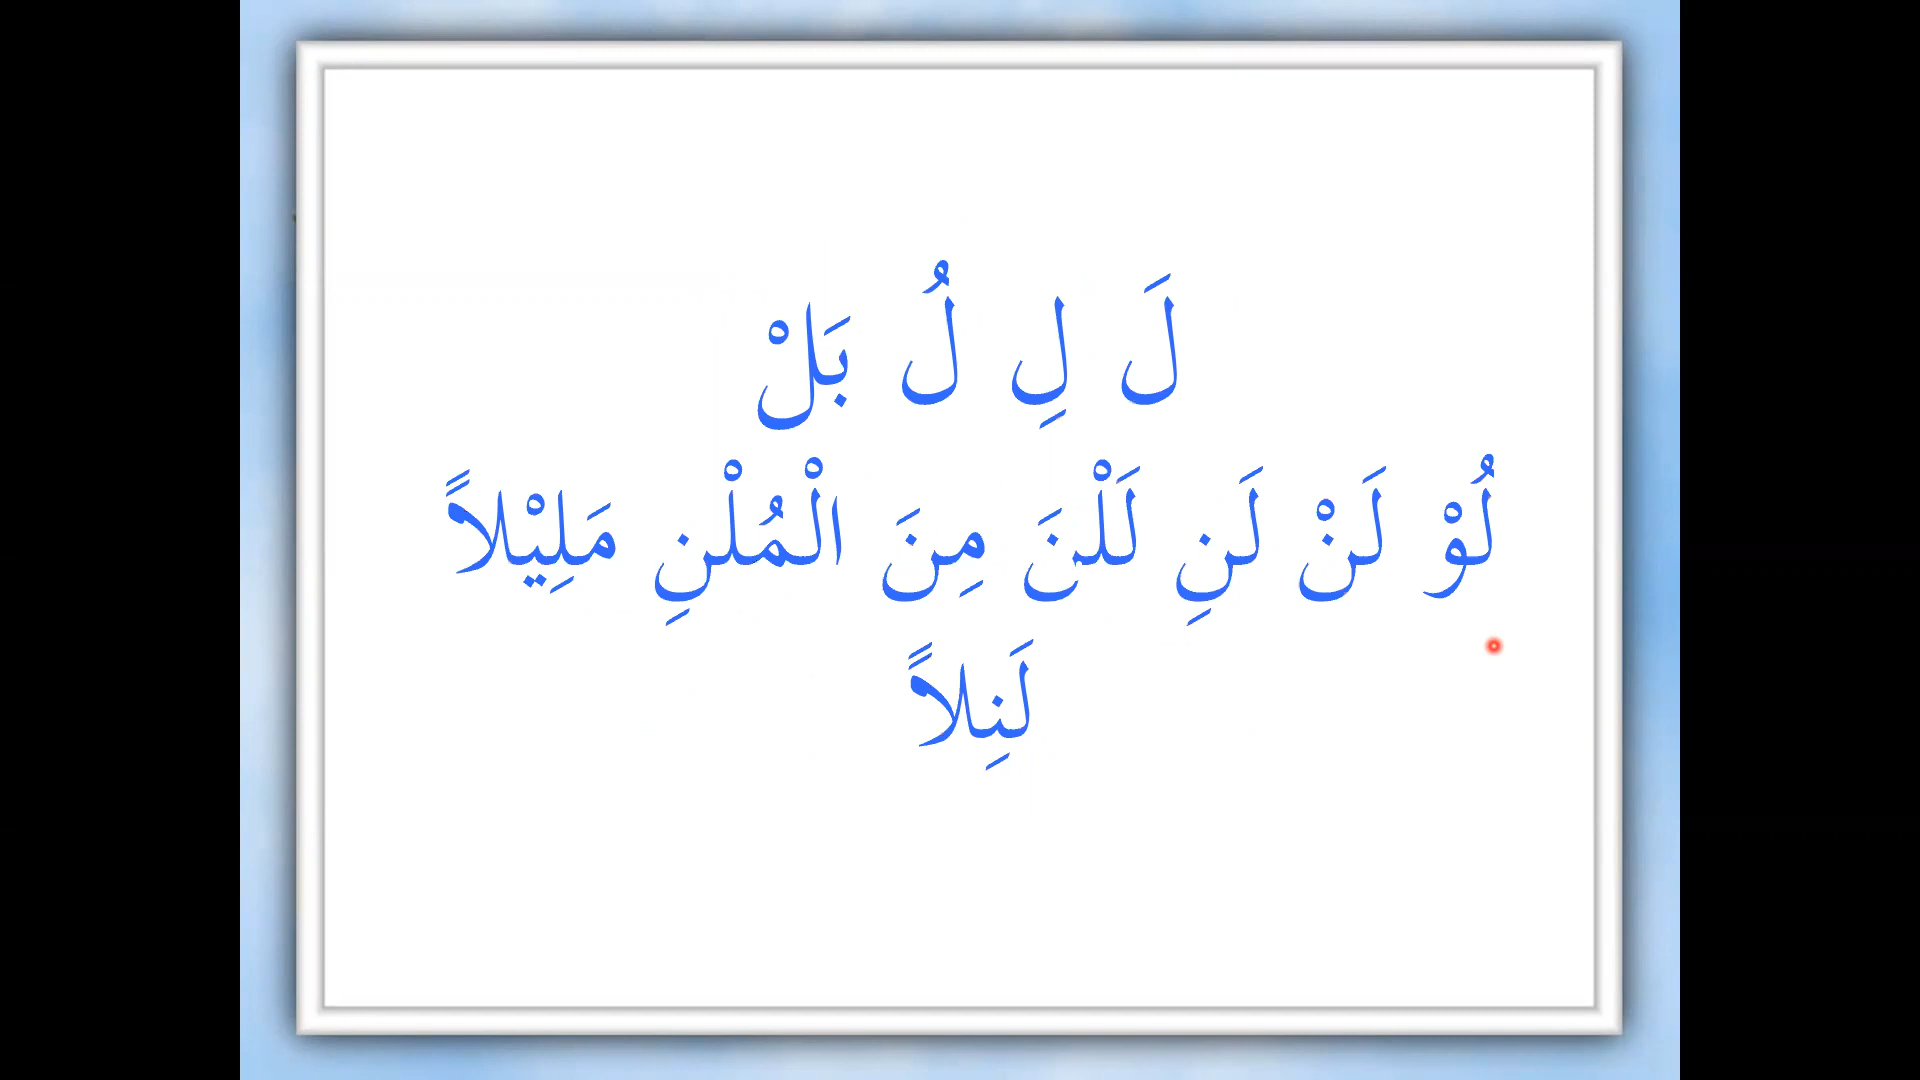 لَ لِ لُ بَلْ
لُوْ لَنْ لَنِ لَلْنَ مِنَ الْمُلْنِ مَلِيْلاً
لَنِلاً